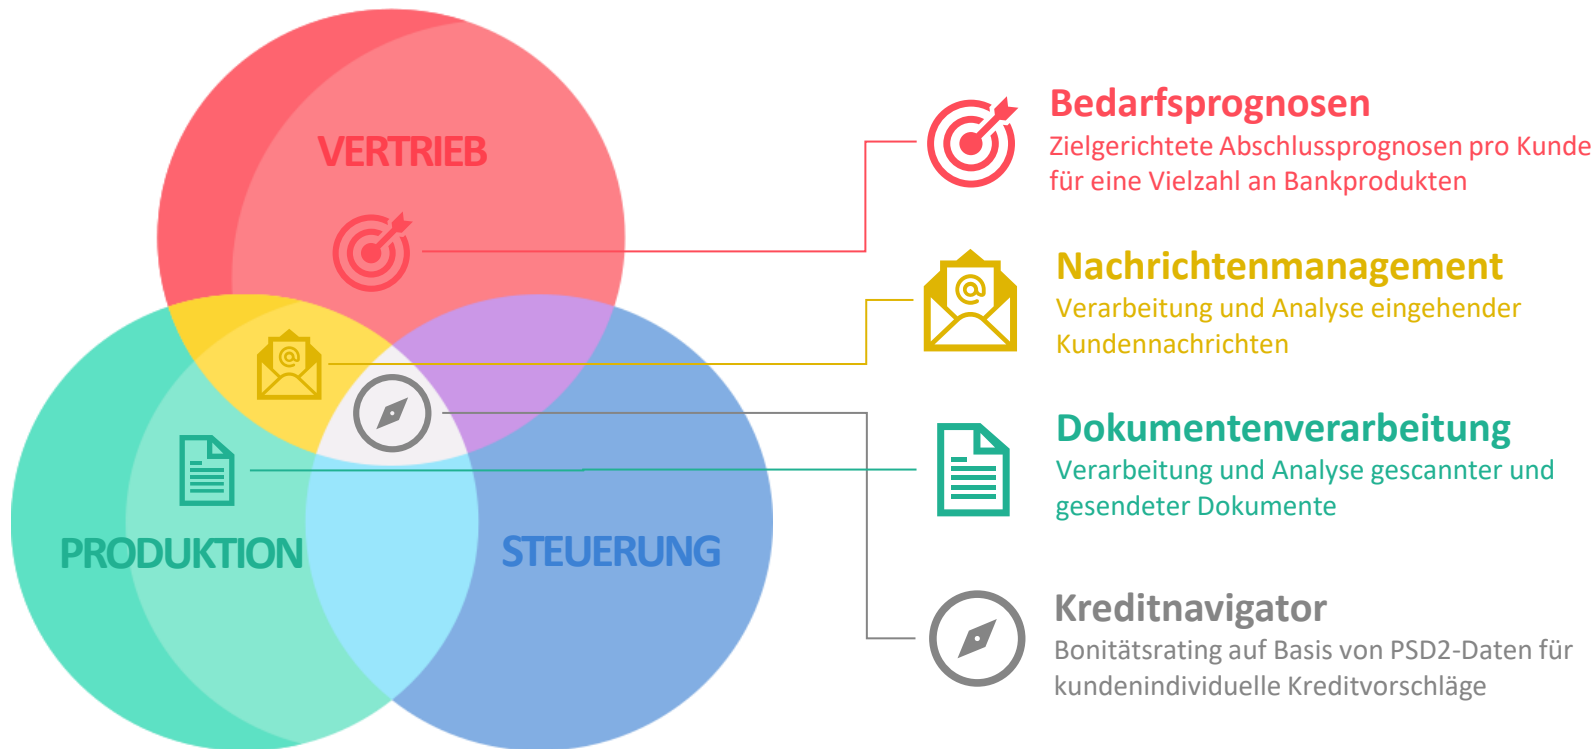 VERTRIEB
PRODUKTION
STEUERUNG
Bedarfsprognosen
Zielgerichtete Abschlussprognosen pro Kunde
für eine Vielzahl an Bankprodukten
Nachrichtenmanagement
Verarbeitung und Analyse eingehender
Kundennachrichten
Dokumentenverarbeitung
Verarbeitung und Analyse gescannter und
gesendeter Dokumente
Kreditnavigator
Bonitätsrating auf Basis von PSD2-Daten für
kundenindividuelle Kreditvorschläge